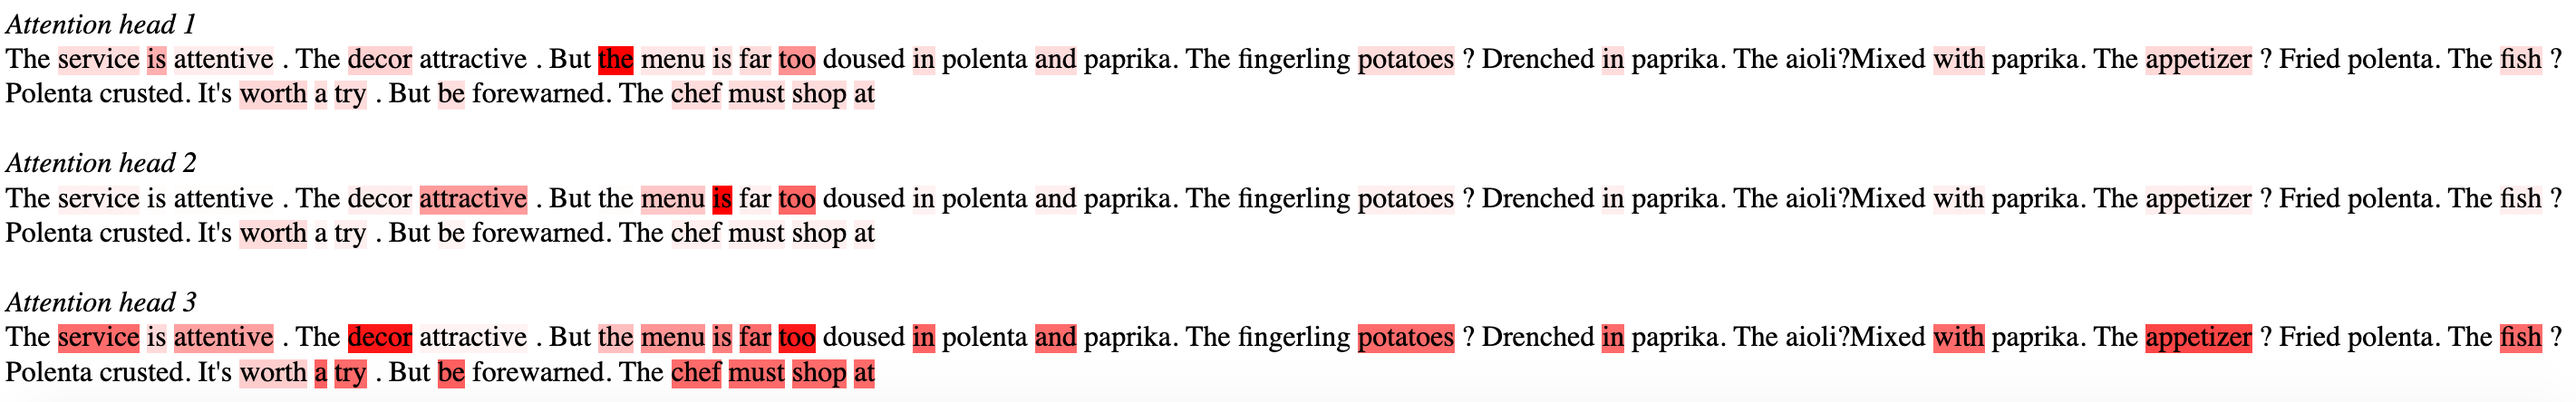 Attention head 1
The service is attentive . The decor attractive . But the menu is far too doused in polenta and paprika. The fingerling potatoes ? Drenched in paprika. The aioli?Mixed with paprika. The appetizer ? Fried polenta. The fish ?
Polenta crusted. It's worth a try . But be forewarned. The chef must shop at
Attention head 2
The service is attentive . The decor attractive . But the menu is far too doused in polenta and paprika. The fingerling potatoes ? Drenched in paprika. The aioli?Mixed with paprika. The appetizer ? Fried polenta. The fish ?
Polenta crusted. It's worth a try . But be forewarned. The chef must shop at
Attention head 3
The service is attentive . The decor attractive . But the menu is far too doused in polenta and paprika. The fingerling potatoes ? Drenched in paprika. The aioli?Mixed with paprika. The appetizer ? Fried polenta. The fish ?
Polenta crusted. It's worth a try . But be forewarned. The chef must shop at